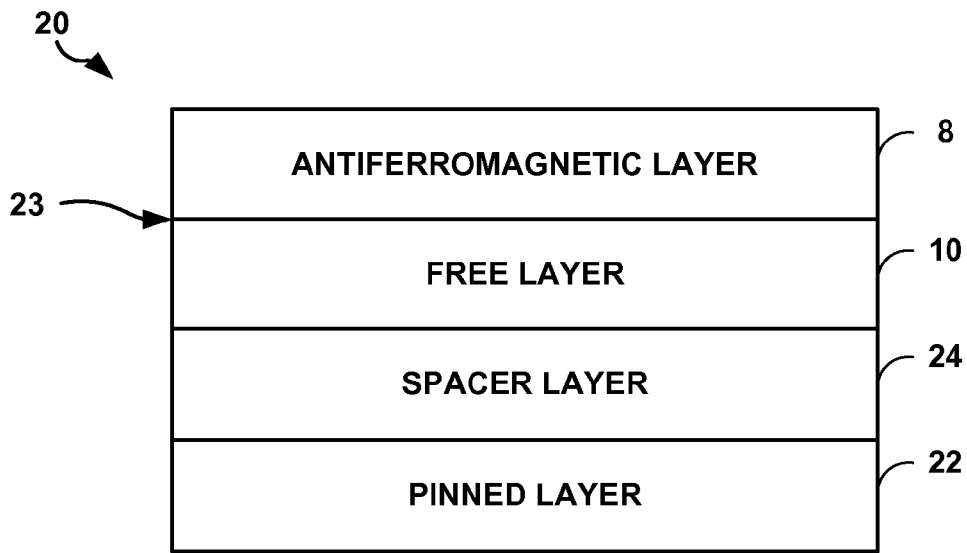 20
ANTIFERROMAGNETIC LAYER
8
23
FREE LAYER
10
SPACER LAYER
24
PINNED LAYER
22